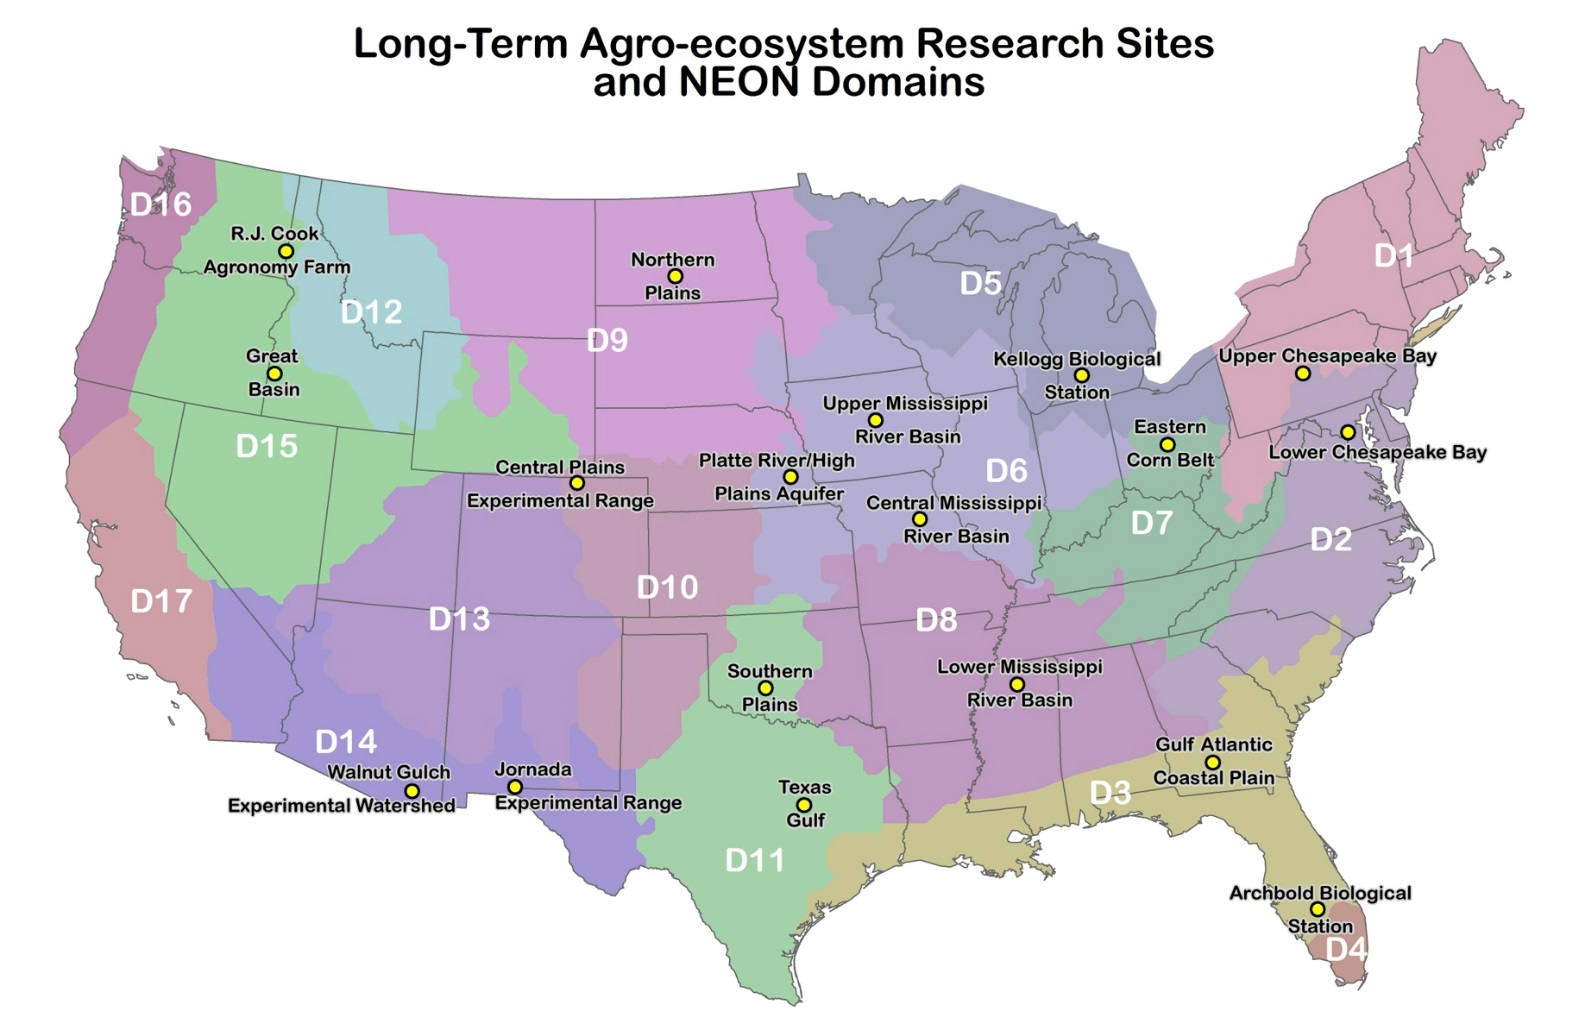 Long-Term Agro-ecosystem Research Sites
and NEON Domains
D16
R.J. Cook
Agronomy Farm
Northern
Plains
D1
D5
D12
D9
Great
Basin
Kellogg Biological
Station
Upper Chesapeake Bay
Upper Mississippi
River Basin
Eastern
Corn Belt
Lower Chesapeake Bay
D15
Central Plains
Experimental Range
Platte River/High
Plains Aquifer
D6
Central Mississippi
River Basin
D7
D2
D17
D13
D10
D8
Southern
Plains
Lower Mississippi
River Basin
D14
Walnut Gulch
Experimental Watershed
Jornada
Experimental Range
Texas
Gulf
Gulf Atlantic
Coastal Plain
D3
D11
Archbold Biological
Station
D4